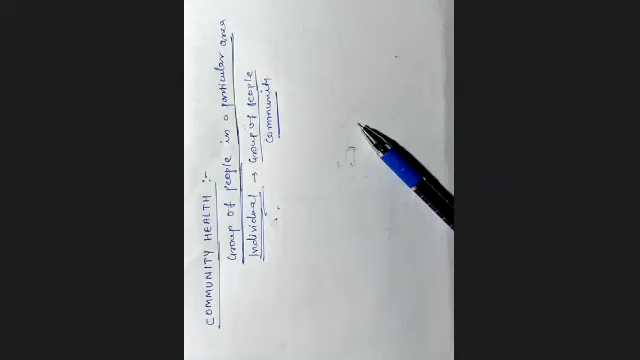 COMMUNITY HEALTH :-
Group of people in a particular area
Individual → Group of people
Community